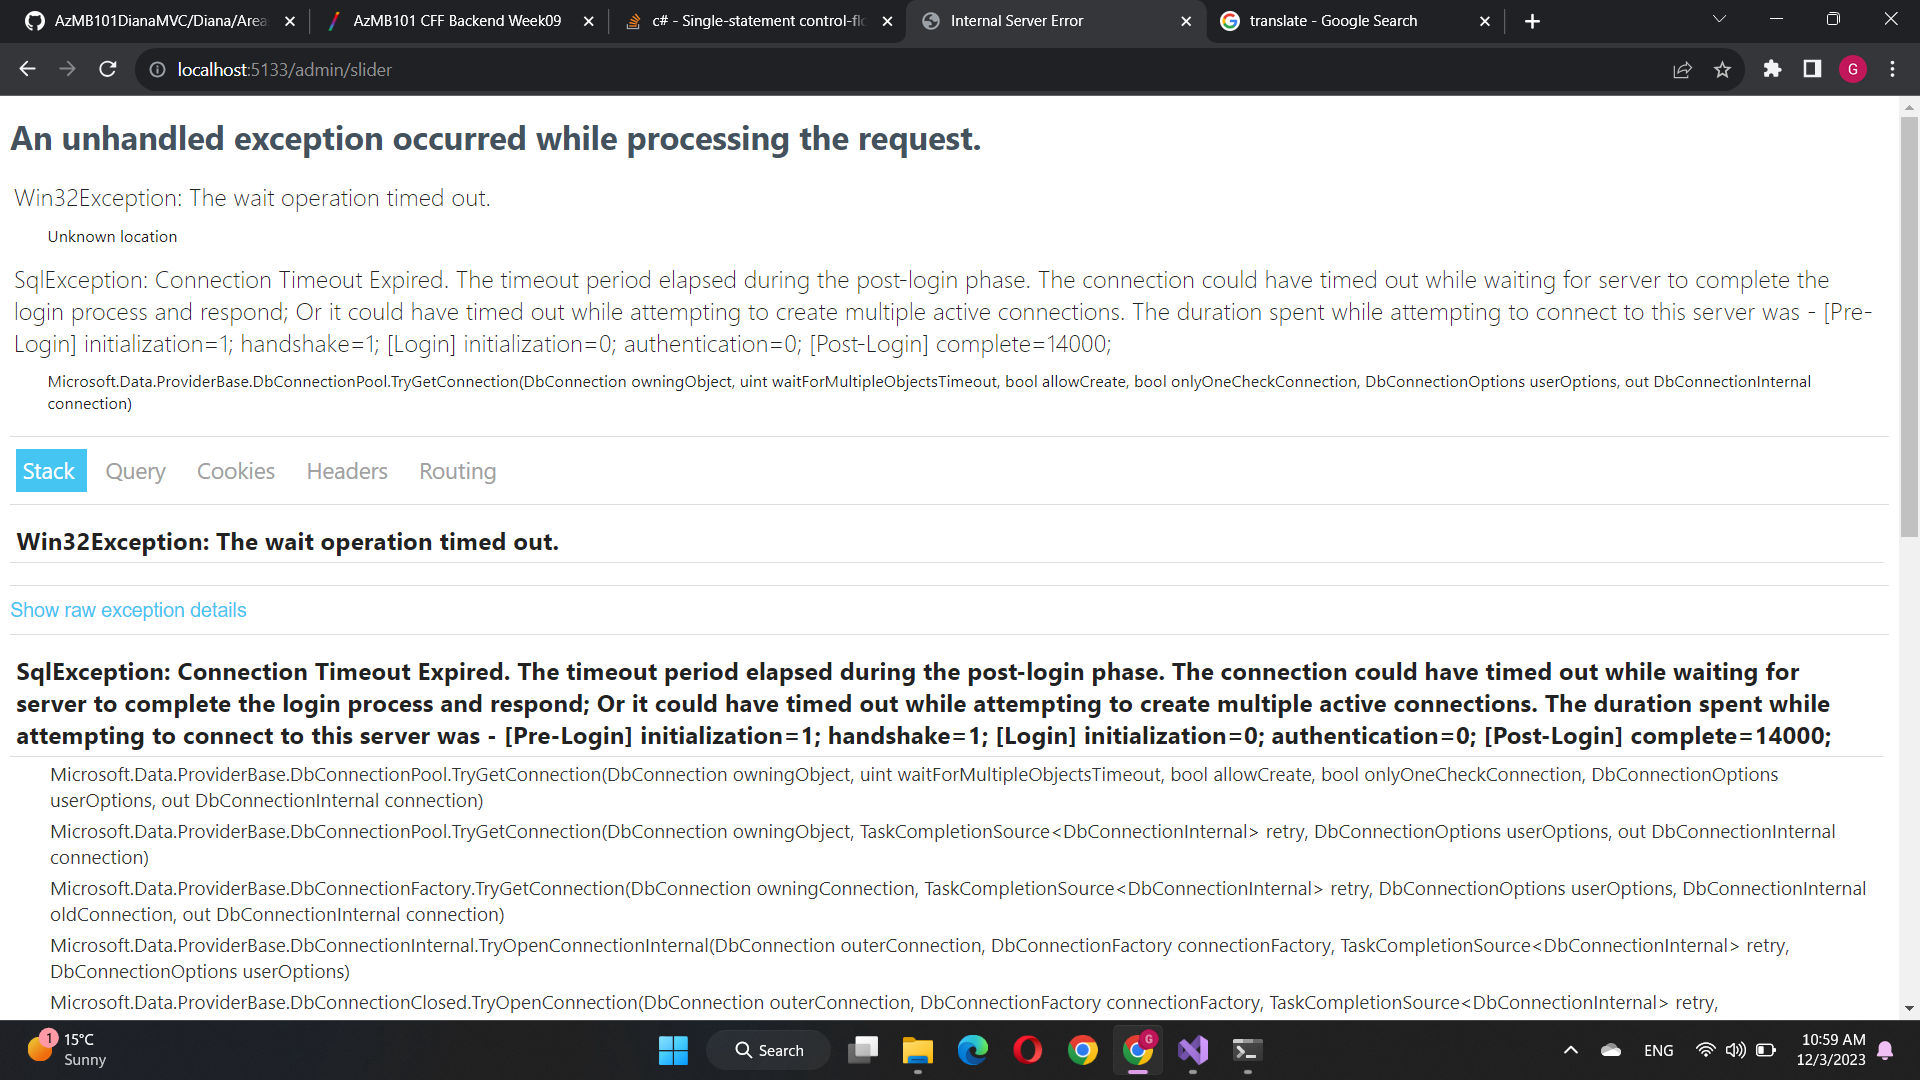 AzMB101DianaMVC/Diana/Area
AzMB101 CFF Backend Week09
c# - Single-statement control-flo
Internal Server Error
translate - Google Search
localhost:5133/admin/slider
G
An unhandled exception occurred while processing the request.
Win32Exception: The wait operation timed out.
Unknown location
SqlException: Connection Timeout Expired. The timeout period elapsed during the post-login phase. The connection could have timed out while waiting for server to complete the
login process and respond; Or it could have timed out while attempting to create multiple active connections. The duration spent while attempting to connect to this server was - [Pre-
Login] initialization=1; handshake=1; [Login] initialization=0; authentication=0; [Post-Login] complete=14000;
Microsoft.Data.ProviderBase.DbConnectionPool.TryGetConnection(DbConnection owningObject, uint waitForMultipleObjectsTimeout, bool allowCreate, bool onlyOneCheckConnection, DbConnectionOptions userOptions, out DbConnectionInternal
connection)
Stack Query Cookies Headers Routing
Win32Exception: The wait operation timed out.
Show raw exception details
SqlException: Connection Timeout Expired. The timeout period elapsed during the post-login phase. The connection could have timed out while waiting for
server to complete the login process and respond; Or it could have timed out while attempting to create multiple active connections. The duration spent while
attempting to connect to this server was - [Pre-Login] initialization=1; handshake=1; [Login] initialization=0; authentication=0; [Post-Login] complete=14000;
Microsoft.Data.ProviderBase.DbConnectionPool.TryGetConnection(DbConnection owningObject, uint waitForMultipleObjectsTimeout, bool allowCreate, bool onlyOneCheckConnection, DbConnectionOptions
userOptions, out DbConnectionInternal connection)
Microsoft.Data.ProviderBase.DbConnectionPool.TryGetConnection(DbConnection owningObject, TaskCompletionSource<DbConnectionInternal> retry, DbConnectionOptions userOptions, out DbConnectionInternal
connection)
Microsoft.Data.ProviderBase.DbConnectionFactory.TryGetConnection(DbConnection owningConnection, TaskCompletionSource<DbConnectionInternal> retry, DbConnectionOptions userOptions, DbConnectionInternal
oldConnection, out DbConnectionInternal connection)
Microsoft.Data.ProviderBase.DbConnectionInternal.TryOpenConnectionInternal(DbConnection outerConnection, DbConnectionFactory connectionFactory, TaskCompletionSource<DbConnectionInternal> retry,
DbConnectionOptions userOptions)
Microsoft.Data.ProviderBase.DbConnectionClosed.TryOpenConnection(DbConnection outerConnection, DbConnectionFactory connectionFactory, TaskCompletionSource<DbConnectionInternal> retry,
1
15°C
Sunny
Search
G
ENG
10:59 AM
12/3/2023